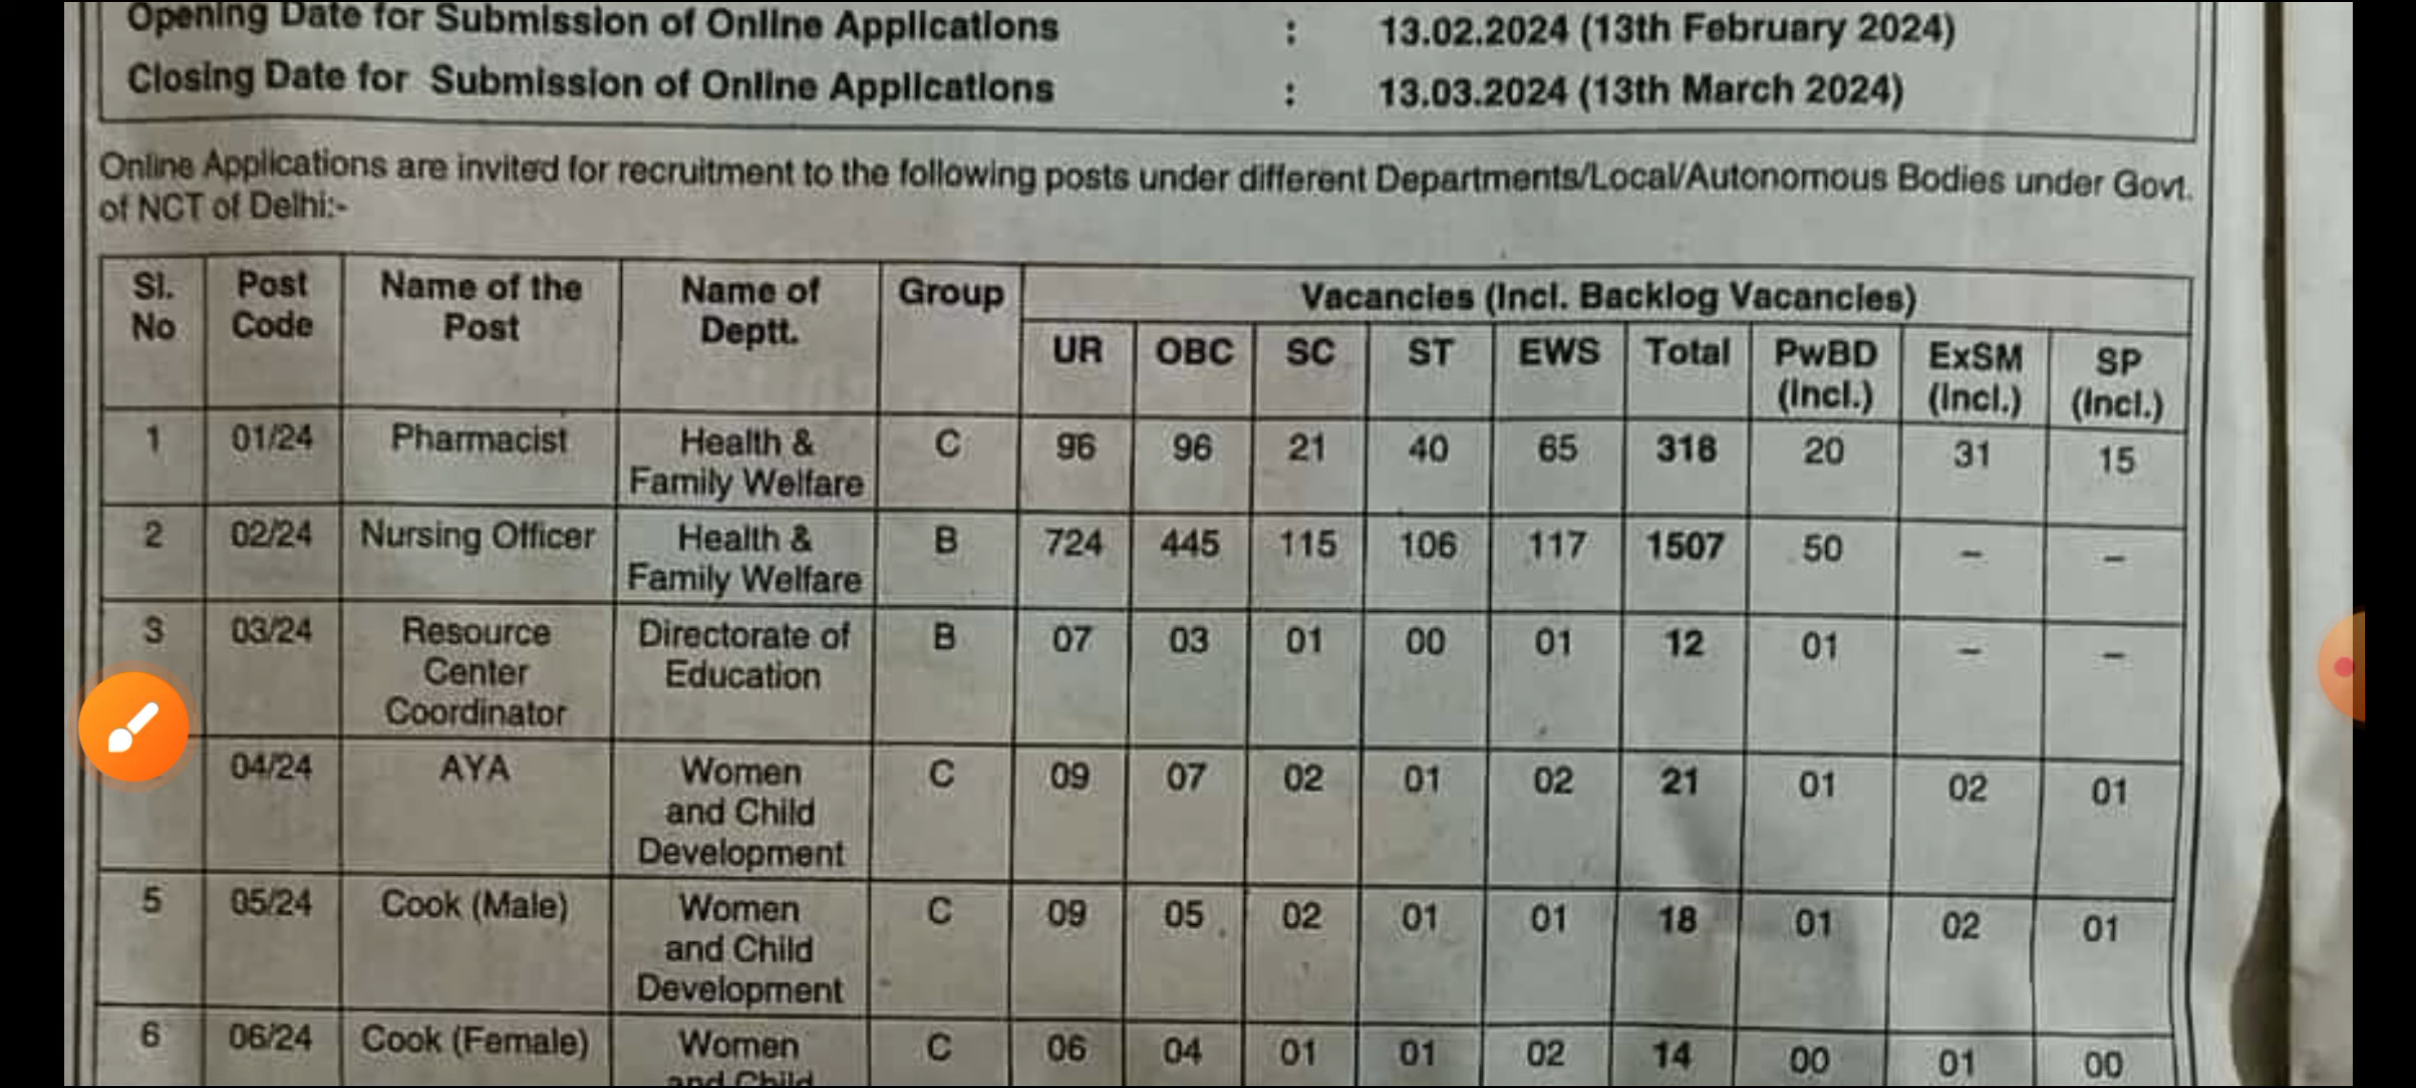 Opening Date for Submission of Online Applications : 13.02.2024 (13th February 2024)
Closing Date for Submission of Online Applications : 13.03.2024 (13th March 2024)
Online Applications are invited for recruitment to the following posts under different Departments/Local/Autonomous Bodies under Govt.
of NCT of Delhi:-
Sl. No Post Code Name of the Post Name of Deptt. Group Vacancies (Incl. Backlog Vacancies)
UR OBC SC ST EWS Total PwBD (Incl.) ExSM (Incl.) SP (Incl.)
1 01/24 Pharmacist Health & Family Welfare C 96 96 21 40 65 318 20 31 15
2 02/24 Nursing Officer Health & Family Welfare B 724 445 115 106 117 1507 50 – –
3 03/24 Resource Center Coordinator Directorate of Education B 07 03 01 00 01 12 01 – –
04/24 AYA Women and Child Development C 09 07 02 01 02 21 01 02 01
5 05/24 Cook (Male) Women and Child Development C 09 05 02 01 01 18 01 02 01
6 06/24 Cook (Female) Women and Child C 06 04 01 01 02 14 00 01 00